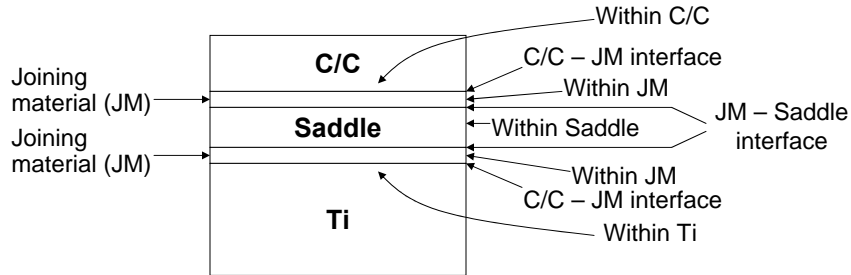 Within C/C
C/C
C/C – JM interface
Joining
material (JM)
Within JM
JM – Saddle
interface
Saddle
Within Saddle
Joining
material (JM)
Within JM
C/C – JM interface
Ti
Within Ti